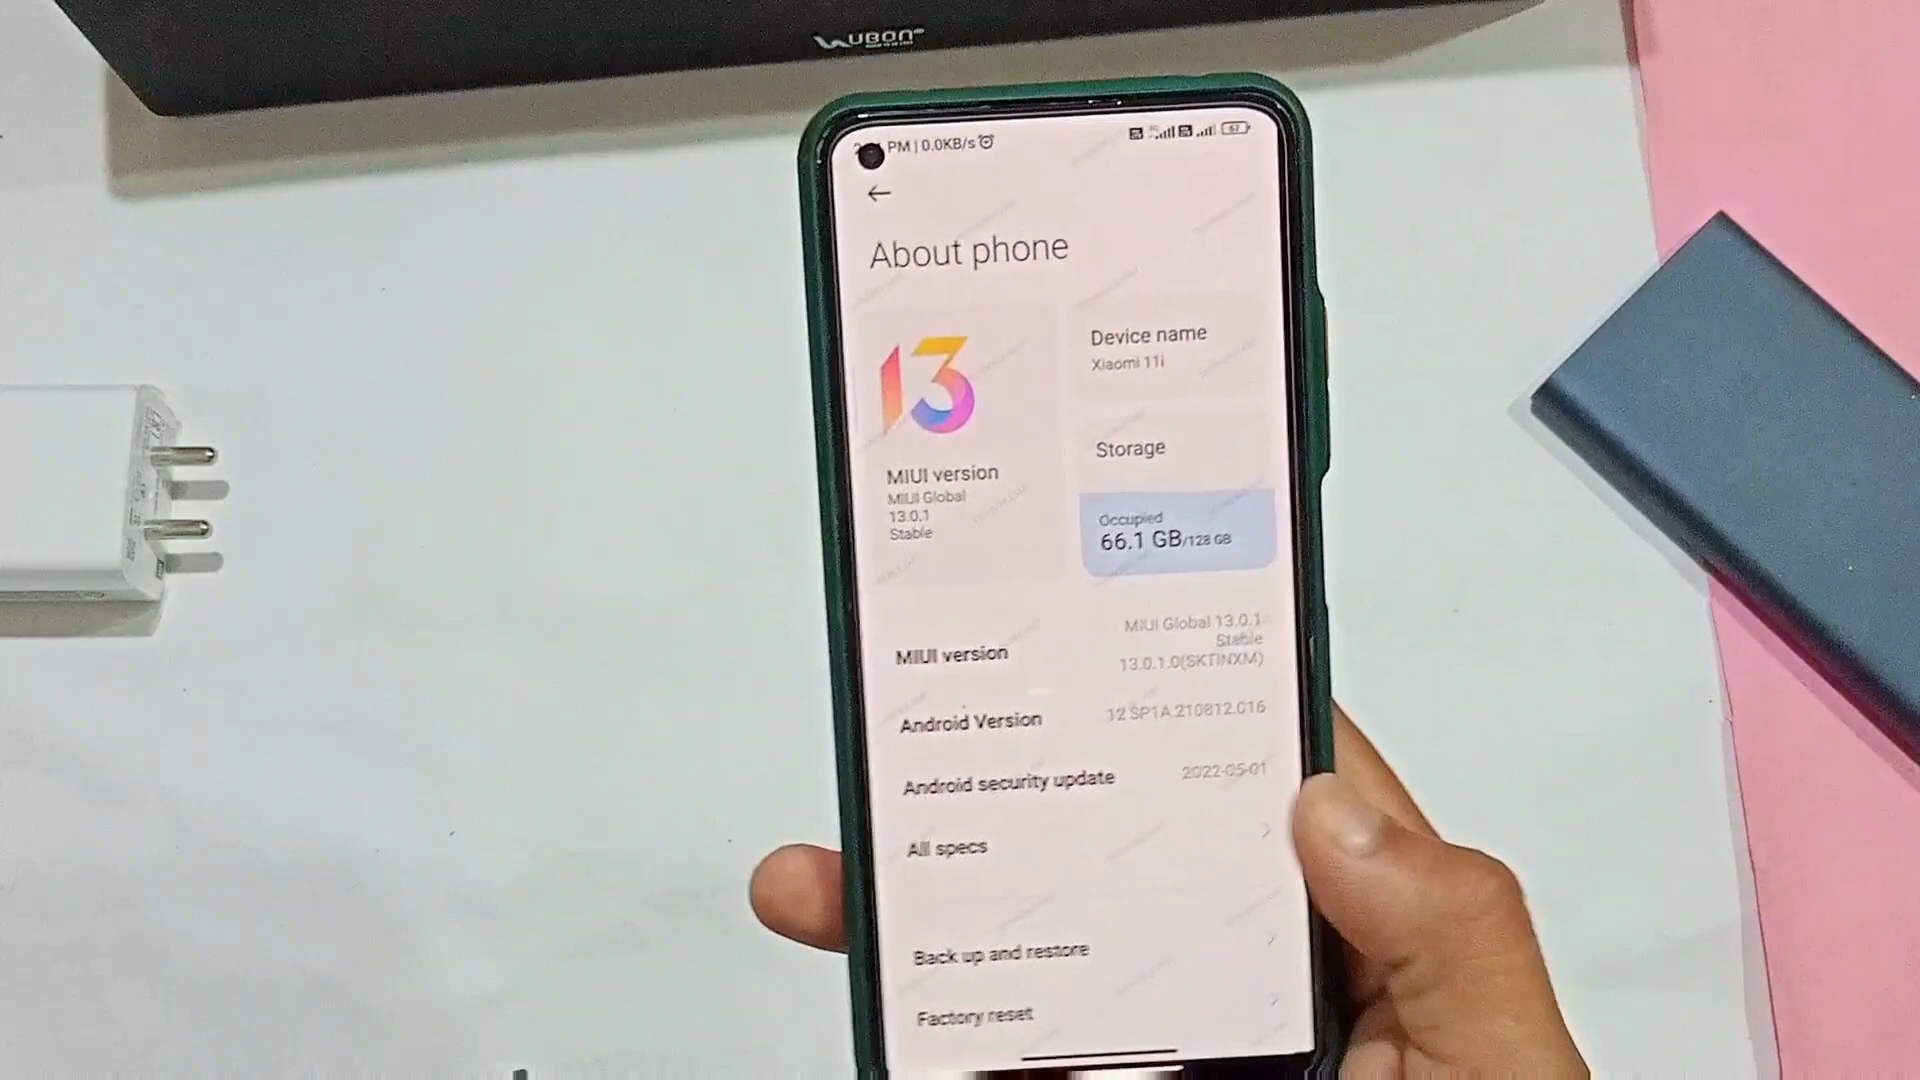 UBON
PM | 0.0KB/s
67
About phone
13
MIUI version
MIUI Global
13.0.1
Stable
Device name
Xiaomi 11i
Storage
Occupied
66.1 GB/128 GB
MIUI version
MIUI Global 13.0.1
Stable
13.0.1.0(SKTINXM)
Android Version
12 SP1A.210812.016
Android security update
2022-05-01
All specs
Back up and restore
Factory reset